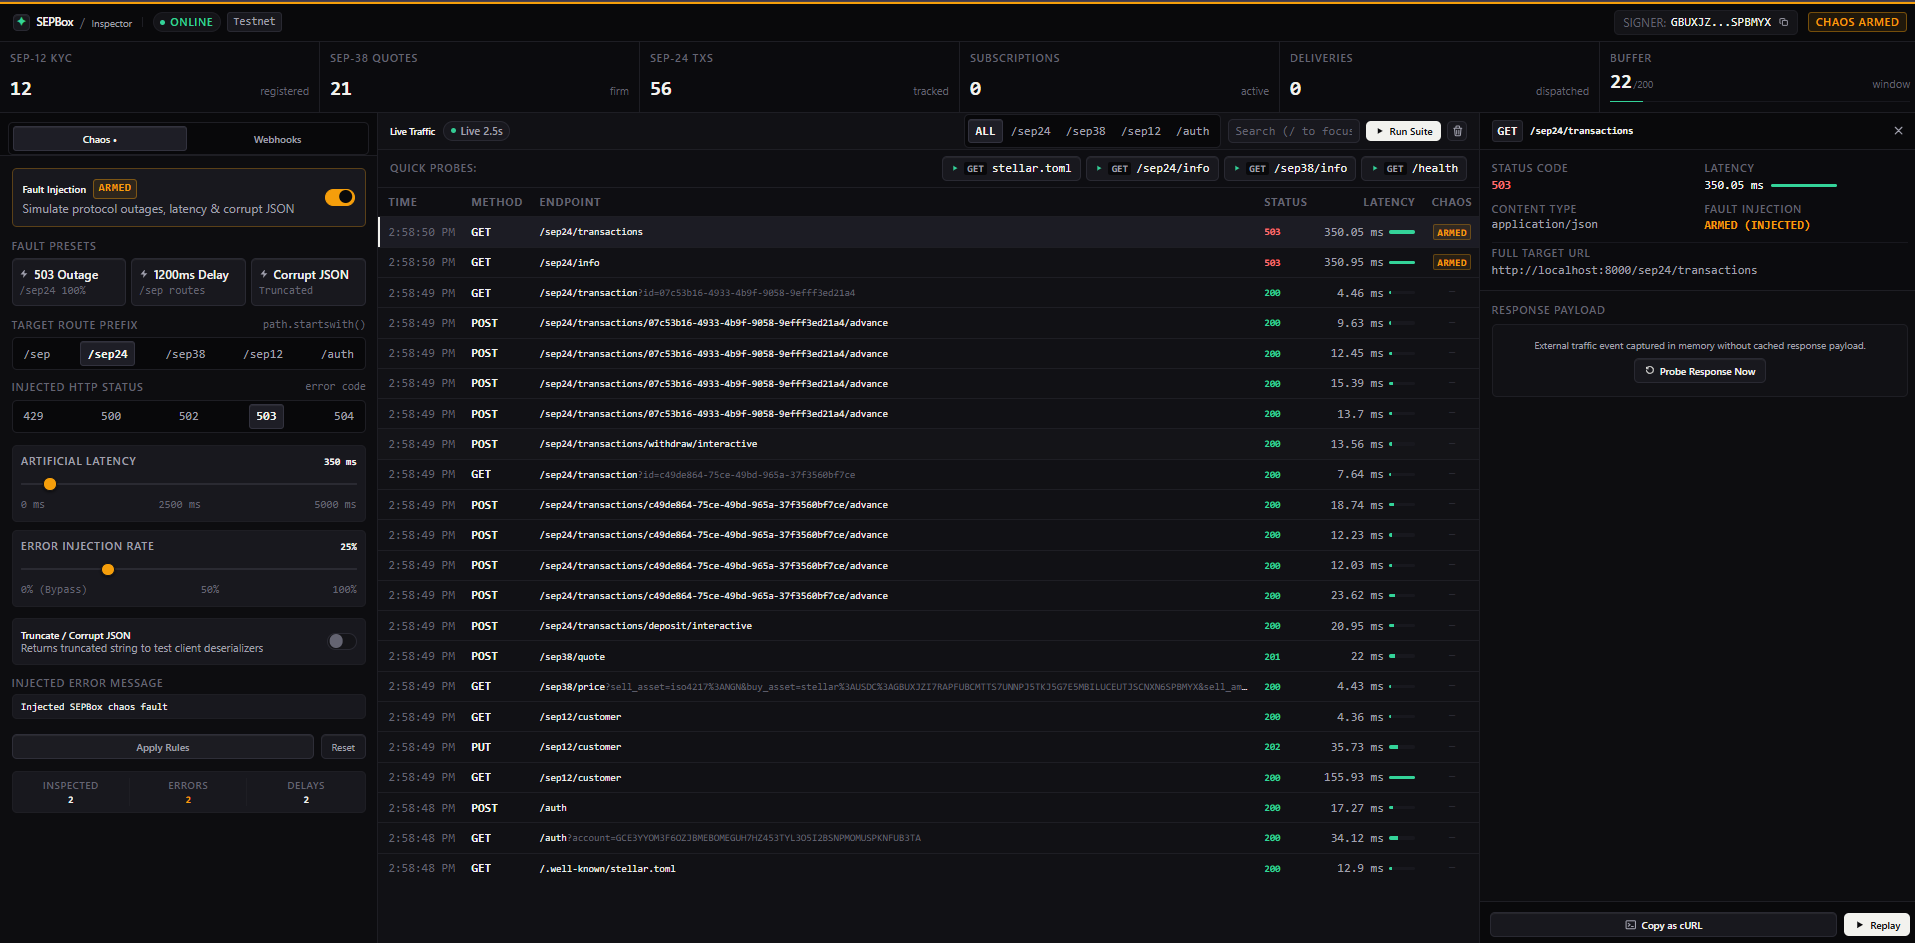 SEPBox / Inspector ONLINE Testnet SIGNER: GBUXJZ...SPBMYX CHAOS ARMED
SEP-12 KYC
12 registered
SEP-38 QUOTES
21 firm
SEP-24 TXS
56 tracked
SUBSCRIPTIONS
0 active
DELIVERIES
0 dispatched
BUFFER
22/200 window
Chaos • Webhooks
Fault Injection ARMED
Simulate protocol outages, latency & corrupt JSON
FAULT PRESETS
503 Outage
/sep24 100%
1200ms Delay
/sep routes
Corrupt JSON
Truncated
TARGET ROUTE PREFIX path.startswith()
/sep /sep24 /sep38 /sep12 /auth
INJECTED HTTP STATUS error code
429 500 502 503 504
ARTIFICIAL LATENCY 350 ms
0 ms 2500 ms 5000 ms
ERROR INJECTION RATE 25%
0% (Bypass) 50% 100%
Truncate / Corrupt JSON
Returns truncated string to test client deserializers
INJECTED ERROR MESSAGE
Injected SEPBox chaos fault
Apply Rules Reset
INSPECTED ERRORS DELAYS
2 2 2
Live Traffic Live 2.5s ALL /sep24 /sep38 /sep12 /auth Search (/ to focus Run Suite
QUICK PROBES: GET stellar.toml GET /sep24/info GET /sep38/info GET /health
TIME METHOD ENDPOINT STATUS LATENCY CHAOS
2:58:50 PM GET /sep24/transactions 503 350.05 ms ARMED
2:58:50 PM GET /sep24/info 503 350.95 ms ARMED
2:58:49 PM GET /sep24/transaction?id=07c53b16-4933-4b9f-9058-9efff3ed21a4 200 4.46 ms —
2:58:49 PM POST /sep24/transactions/07c53b16-4933-4b9f-9058-9efff3ed21a4/advance 200 9.63 ms —
2:58:49 PM POST /sep24/transactions/07c53b16-4933-4b9f-9058-9efff3ed21a4/advance 200 12.45 ms —
2:58:49 PM POST /sep24/transactions/07c53b16-4933-4b9f-9058-9efff3ed21a4/advance 200 15.39 ms —
2:58:49 PM POST /sep24/transactions/07c53b16-4933-4b9f-9058-9efff3ed21a4/advance 200 13.7 ms —
2:58:49 PM POST /sep24/transactions/withdraw/interactive 200 13.56 ms —
2:58:49 PM GET /sep24/transaction?id=c49de864-75ce-49bd-965a-37f3560bf7ce 200 7.64 ms —
2:58:49 PM POST /sep24/transactions/c49de864-75ce-49bd-965a-37f3560bf7ce/advance 200 18.74 ms —
2:58:49 PM POST /sep24/transactions/c49de864-75ce-49bd-965a-37f3560bf7ce/advance 200 12.23 ms —
2:58:49 PM POST /sep24/transactions/c49de864-75ce-49bd-965a-37f3560bf7ce/advance 200 12.03 ms —
2:58:49 PM POST /sep24/transactions/c49de864-75ce-49bd-965a-37f3560bf7ce/advance 200 23.62 ms —
2:58:49 PM POST /sep24/transactions/deposit/interactive 200 20.95 ms —
2:58:49 PM POST /sep38/quote 201 22 ms —
2:58:49 PM GET /sep38/price?sell_asset=iso4217%3ANGN&buy_asset=stellar%3AUSDC%3AGBUXJZI7RAPFUBCMTTS7UNNPJ5TKJ5G7E5MBILUCEUTJSCNXN6SPBMYX&sell_am… 200 4.43 ms —
2:58:49 PM GET /sep12/customer 200 4.36 ms —
2:58:49 PM PUT /sep12/customer 202 35.73 ms —
2:58:49 PM GET /sep12/customer 200 155.93 ms —
2:58:48 PM POST /auth 200 17.27 ms —
2:58:48 PM GET /auth?account=GCE3YYOM3F6OZJBMEBOMEGUH7HZ453TYL3O5I2BSNPMOMUSPKNFUB3TA 200 34.12 ms —
2:58:48 PM GET /.well-known/stellar.toml 200 12.9 ms —
GET /sep24/transactions
STATUS CODE LATENCY
503 350.05 ms
CONTENT TYPE FAULT INJECTION
application/json ARMED (INJECTED)
FULL TARGET URL
http://localhost:8000/sep24/transactions
RESPONSE PAYLOAD
External traffic event captured in memory without cached response payload.
Probe Response Now
Copy as cURL Replay